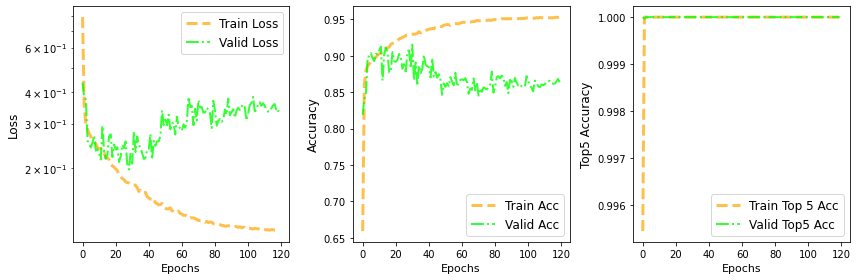 Loss
6 × 10⁻¹
4 × 10⁻¹
3 × 10⁻¹
2 × 10⁻¹
0 20 40 60 80 100 120
Epochs
Train Loss
Valid Loss
Accuracy
0.95
0.90
0.85
0.80
0.75
0.70
0.65
0 20 40 60 80 100 120
Epochs
Train Acc
Valid Acc
Top5 Accuracy
1.000
0.999
0.998
0.997
0.996
0 20 40 60 80 100 120
Epochs
Train Top 5 Acc
Valid Top5 Acc